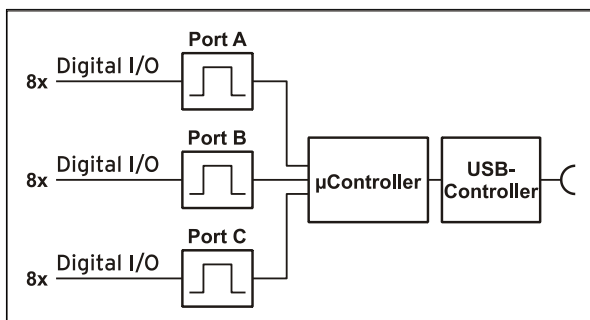 Port A
8x Digital I/O
Port B
8x Digital I/O
µController
USB-
Controller
Port C
8x Digital I/O